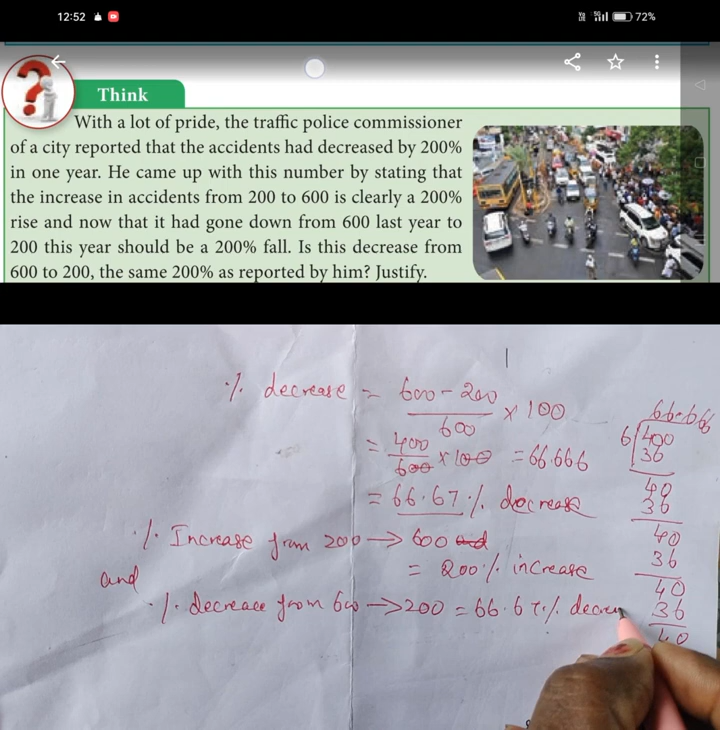 12:52
5G
72%
Think
With a lot of pride, the traffic police commissioner
of a city reported that the accidents had decreased by 200%
in one year. He came up with this number by stating that
the increase in accidents from 200 to 600 is clearly a 200%
rise and now that it had gone down from 600 last year to
200 this year should be a 200% fall. Is this decrease from
600 to 200, the same 200% as reported by him? Justify.
% decrease = 600 - 200 / 600 × 100
= 400 / 600 × 100 = 66.666
= 66.67% decrease
% Increase from 200 → 600 and
= 200% increase
and
% decrease from 600 → 200 = 66.67% decre
66.666
6 400
36
40
36
40
36
40
36
40